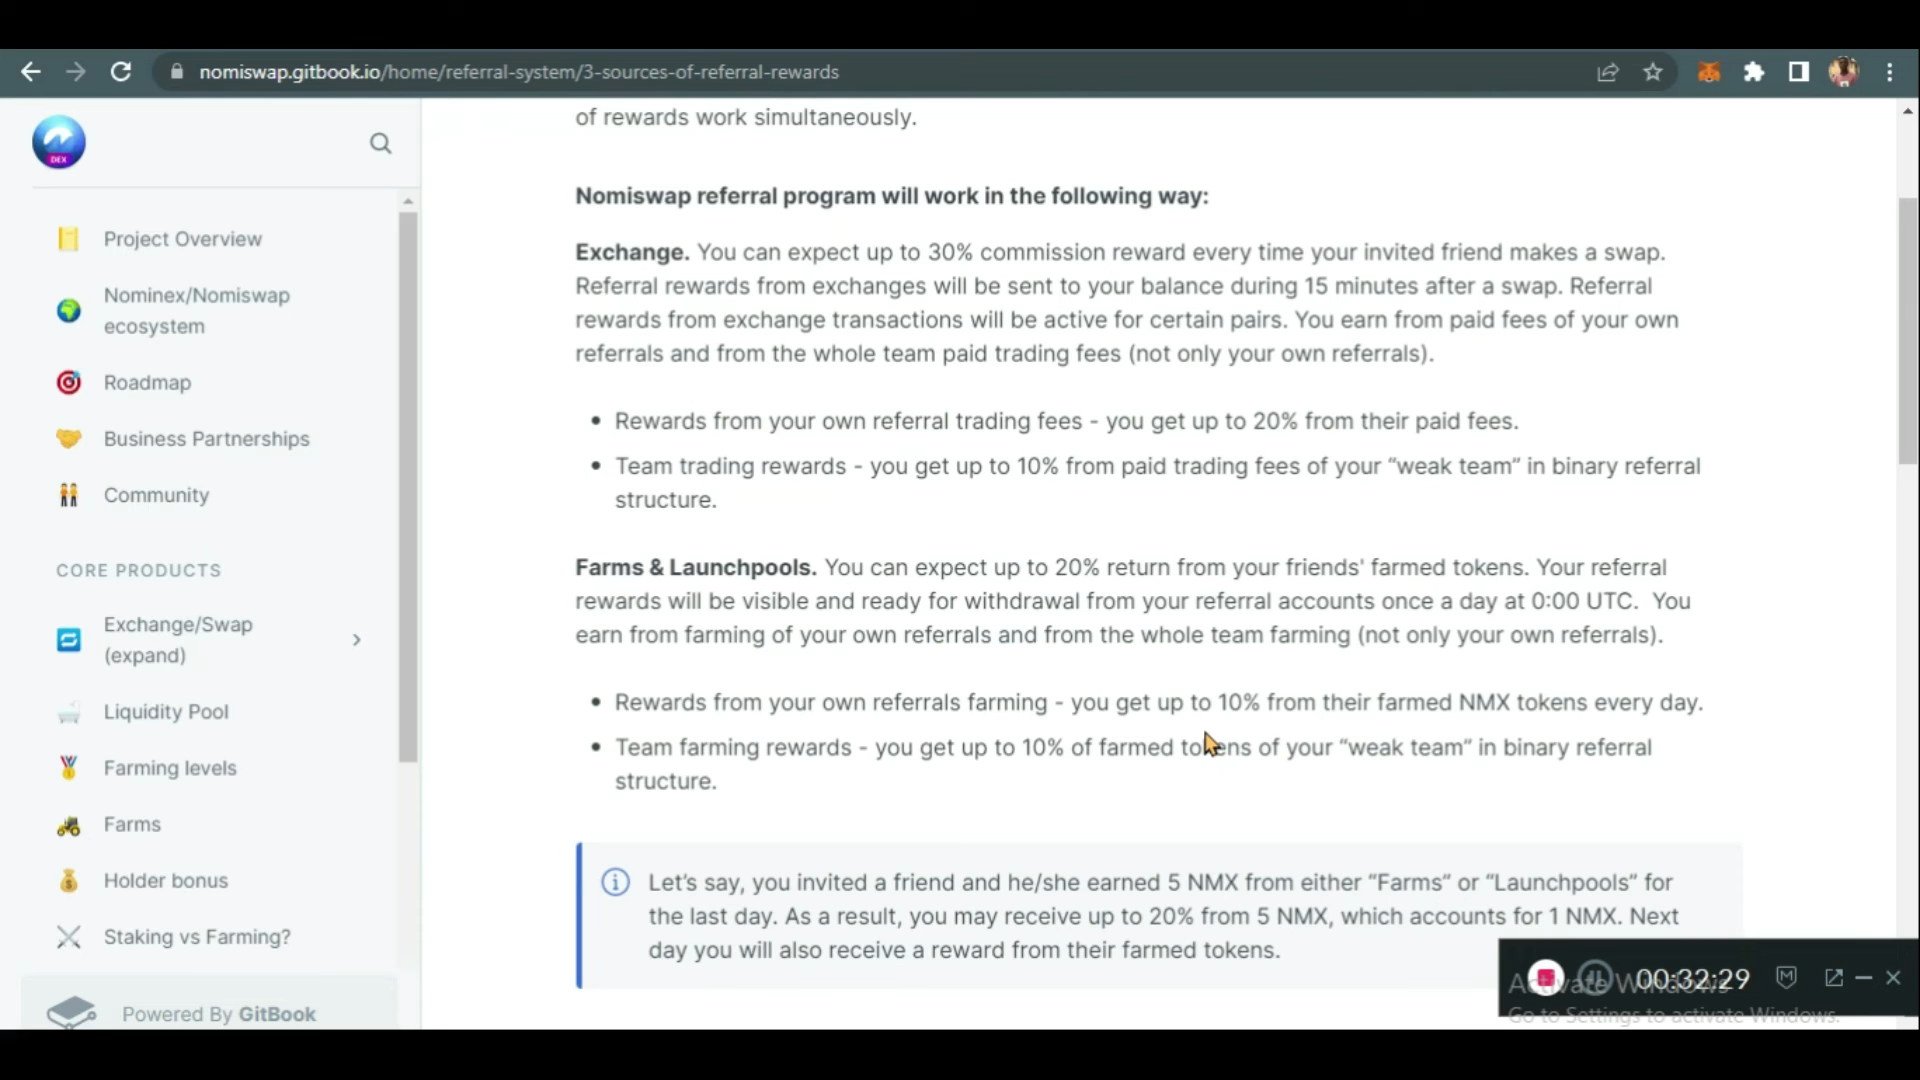 nomiswap.gitbook.io/home/referral-system/3-sources-of-referral-rewards
DEX
Project Overview
Nominex/Nomiswap
ecosystem
Roadmap
Business Partnerships
Community
CORE PRODUCTS
Exchange/Swap
(expand)
Liquidity Pool
Farming levels
Farms
Holder bonus
Staking vs Farming?
Powered By GitBook
of rewards work simultaneously.
Nomiswap referral program will work in the following way:
Exchange. You can expect up to 30% commission reward every time your invited friend makes a swap.
Referral rewards from exchanges will be sent to your balance during 15 minutes after a swap. Referral
rewards from exchange transactions will be active for certain pairs. You earn from paid fees of your own
referrals and from the whole team paid trading fees (not only your own referrals).
• Rewards from your own referral trading fees - you get up to 20% from their paid fees.
• Team trading rewards - you get up to 10% from paid trading fees of your “weak team” in binary referral
structure.
Farms & Launchpools. You can expect up to 20% return from your friends' farmed tokens. Your referral
rewards will be visible and ready for withdrawal from your referral accounts once a day at 0:00 UTC. You
earn from farming of your own referrals and from the whole team farming (not only your own referrals).
• Rewards from your own referrals farming - you get up to 10% from their farmed NMX tokens every day.
• Team farming rewards - you get up to 10% of farmed tokens of your “weak team” in binary referral
structure.
Let’s say, you invited a friend and he/she earned 5 NMX from either “Farms” or “Launchpools” for
the last day. As a result, you may receive up to 20% from 5 NMX, which accounts for 1 NMX. Next
day you will also receive a reward from their farmed tokens.
00:32:29
Activate Windows
Go to Settings to activate Windows.